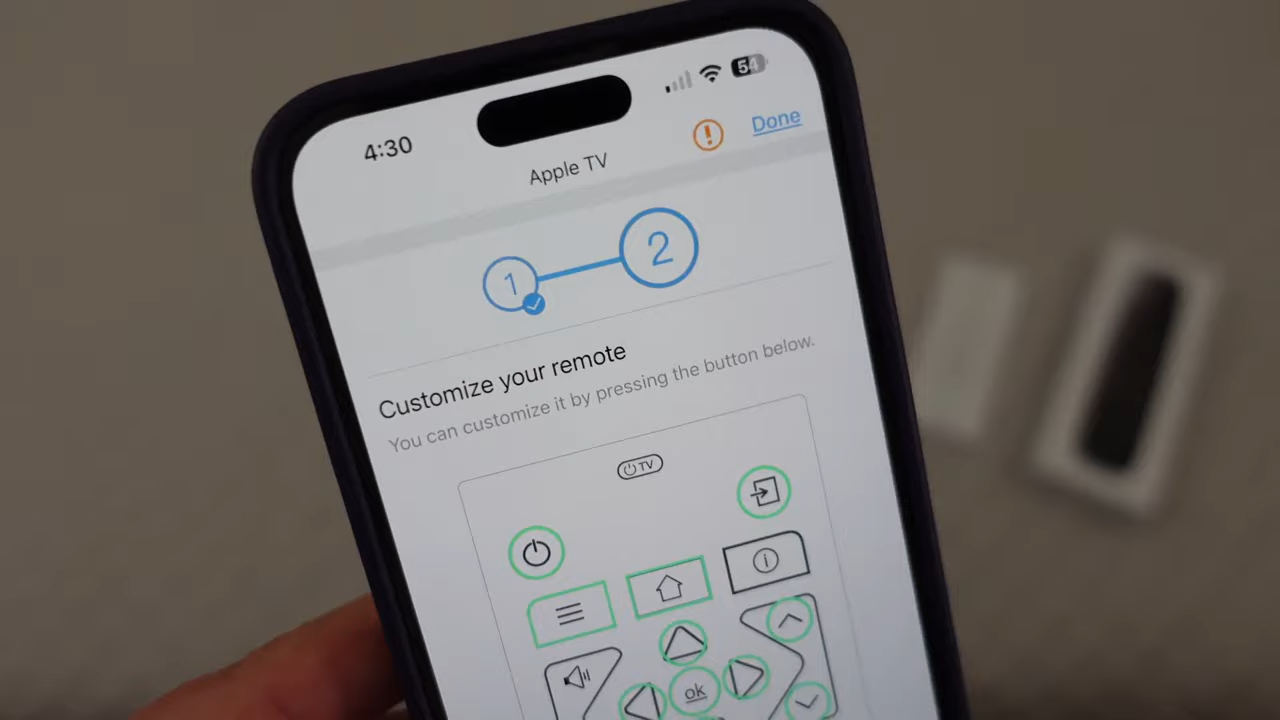 4:30
54
Apple TV
Done
1
2
Customize your remote
You can customize it by pressing the button below.
TV
ok